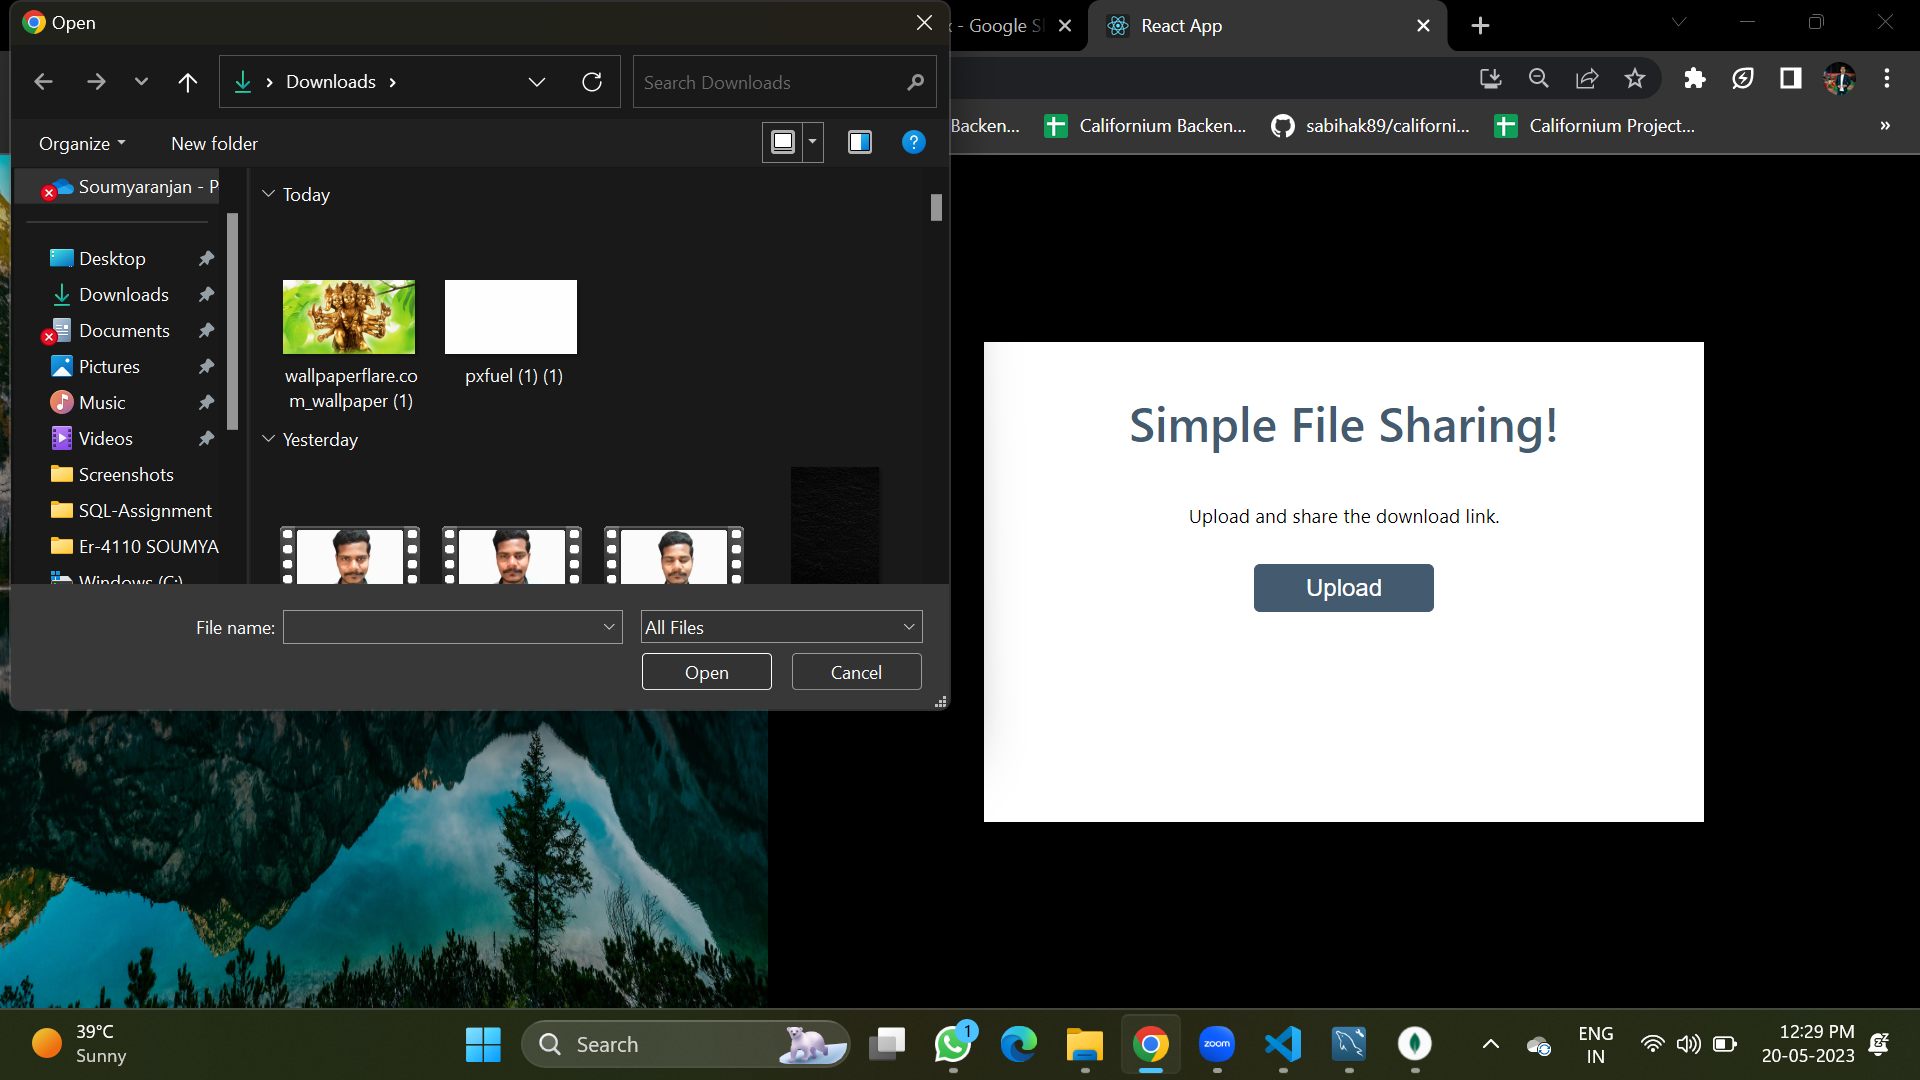 Open
- Google Sl
React App
Downloads
Search Downloads
Backen...
Californium Backen...
sabihak89/californi...
Californium Project...
»
Organize
New folder
?
Soumyaranjan - P
Today
Desktop
Downloads
Documents
Pictures
Music
Videos
Screenshots
SQL-Assignment
Er-4110 SOUMYA
Windows (C:)
wallpaperflare.co
m_wallpaper (1)
pxfuel (1) (1)
Yesterday
File name:
All Files
Open
Cancel
Simple File Sharing!
Upload and share the download link.
Upload
39°C
Sunny
Search
1
zoom
ENG
IN
12:29 PM
20-05-2023